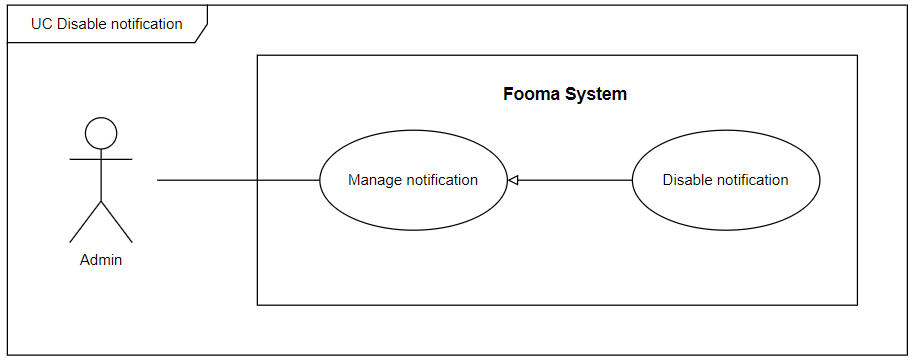 UC Disable notification
Fooma System
Manage notification
Disable notification
Admin